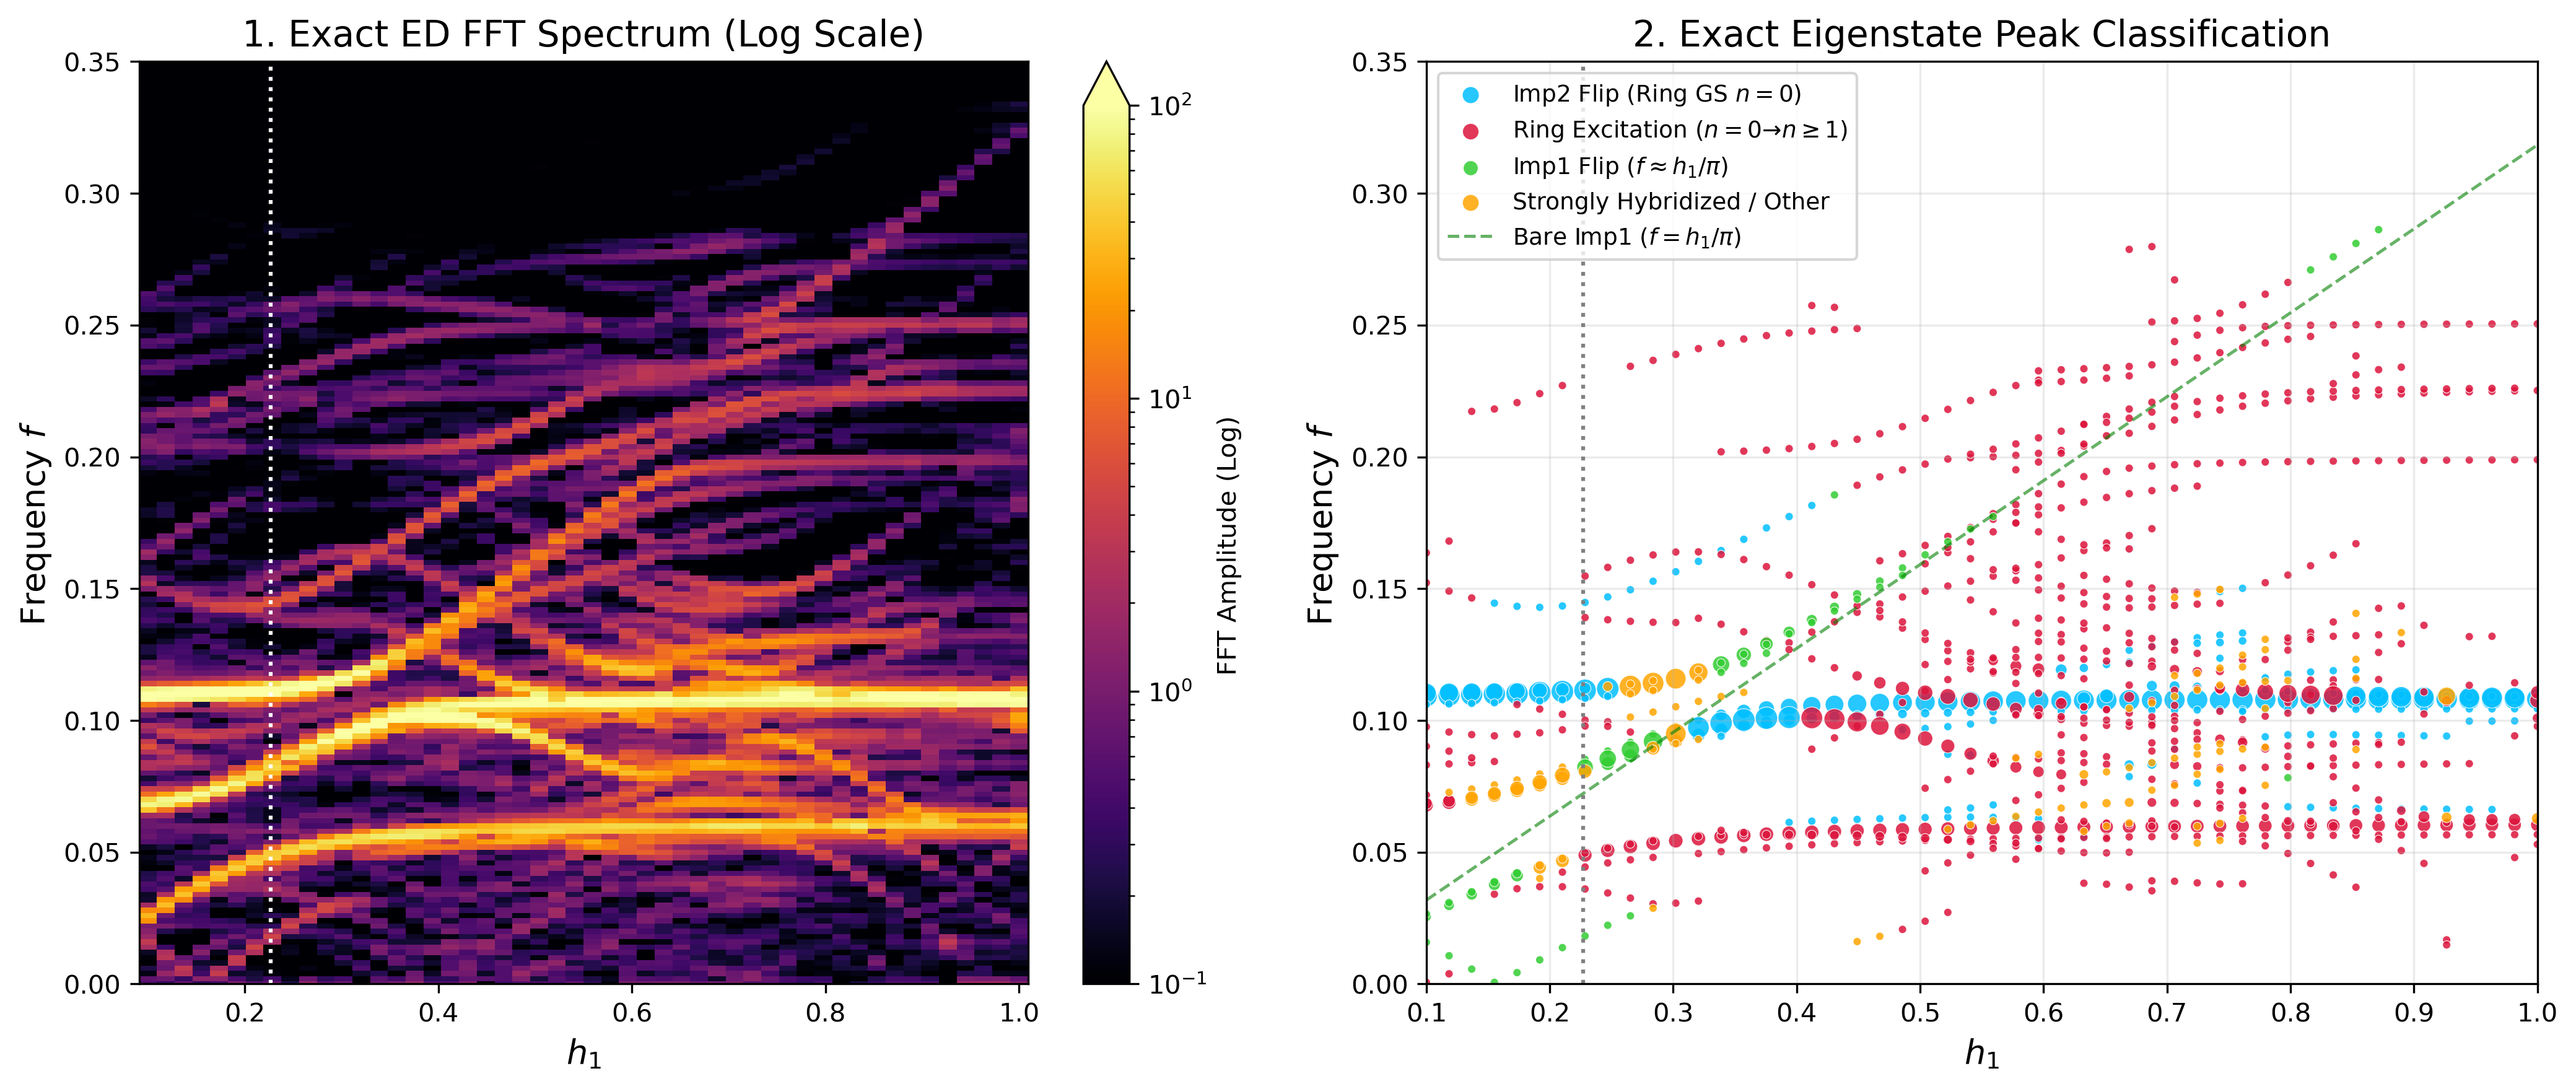 1. Exact ED FFT Spectrum (Log Scale)
Frequency f
0.35
0.30
0.25
0.20
0.15
0.10
0.05
0.00
0.2
0.4
0.6
0.8
1.0
h₁
10²
10¹
10⁰
10⁻¹
FFT Amplitude (Log)
2. Exact Eigenstate Peak Classification
Imp2 Flip (Ring GS n = 0)
Ring Excitation (n = 0→n ≥ 1)
Imp1 Flip (f ≈ h₁/π)
Strongly Hybridized / Other
Bare Imp1 (f = h₁/π)
Frequency f
0.35
0.30
0.25
0.20
0.15
0.10
0.05
0.00
0.1
0.2
0.3
0.4
0.5
0.6
0.7
0.8
0.9
1.0
h₁